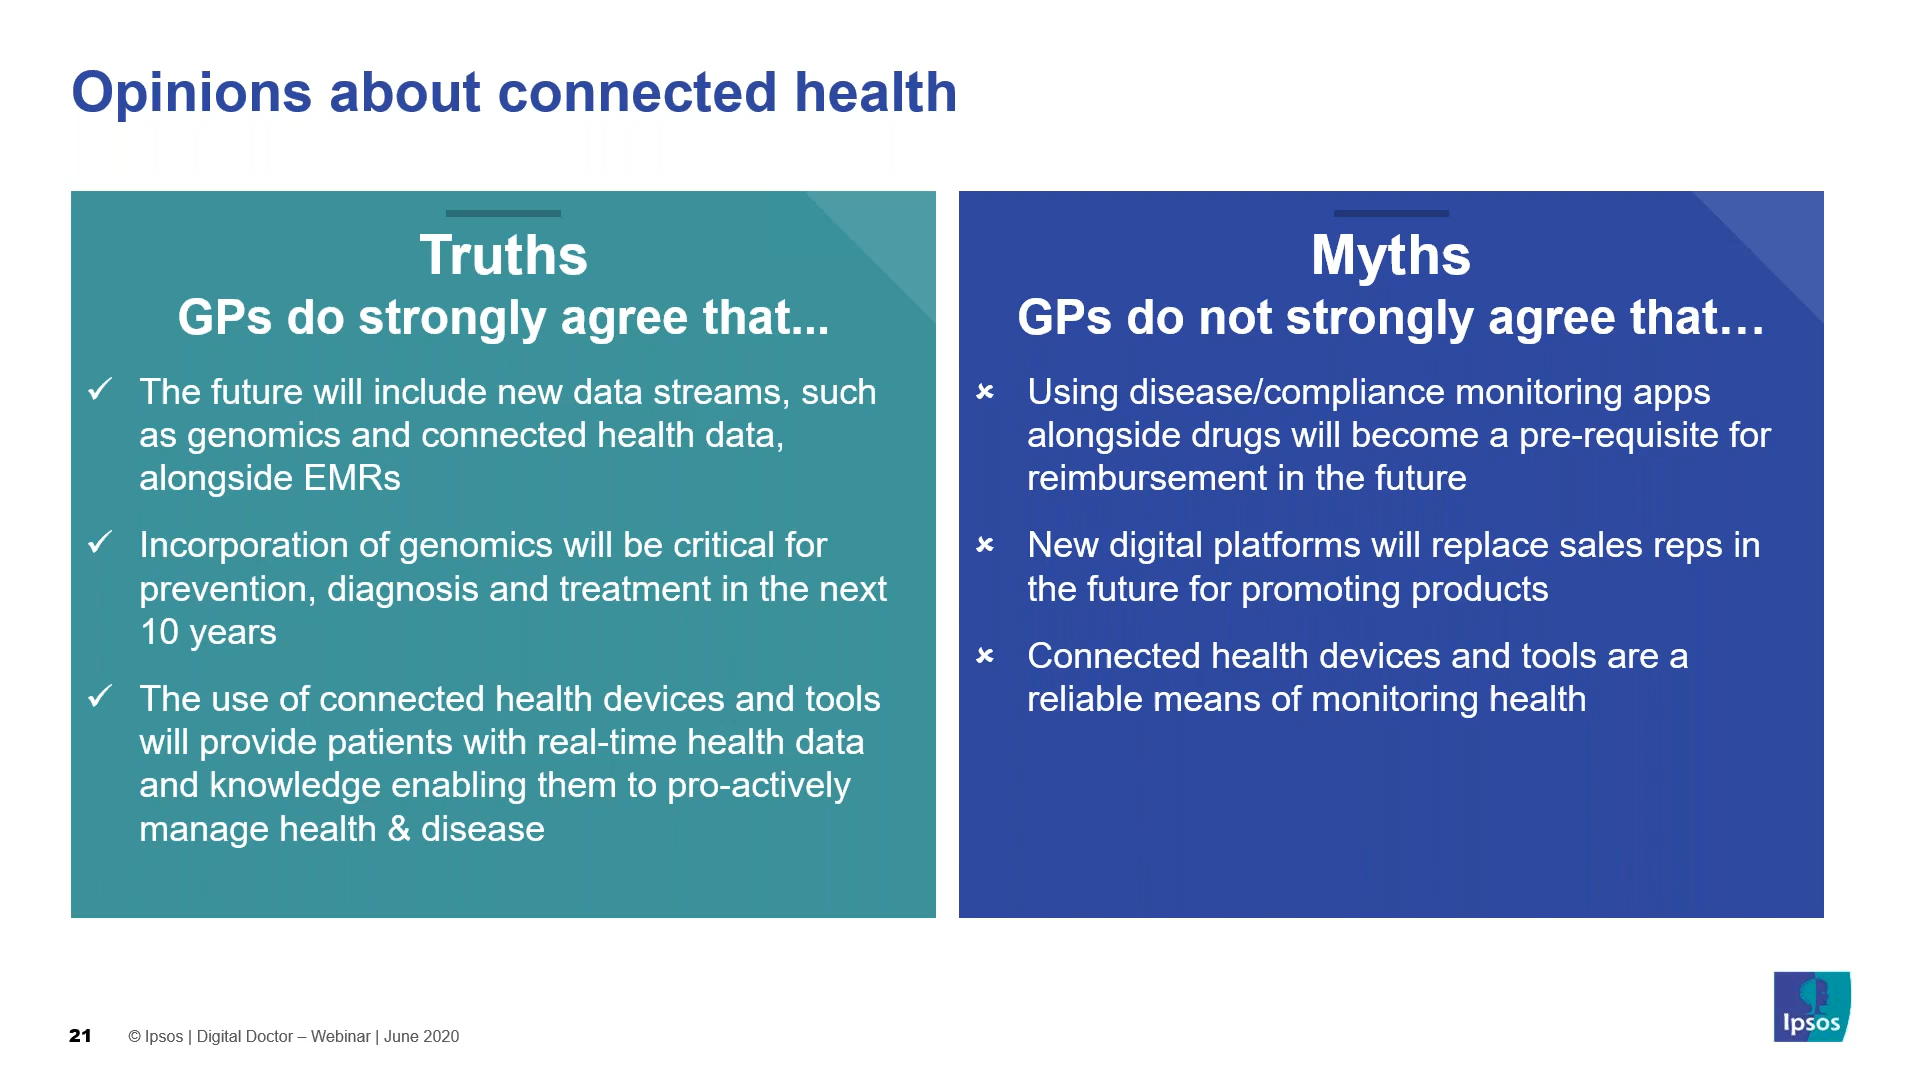 Opinions about connected health
Truths
GPs do strongly agree that...
✓ The future will include new data streams, such
as genomics and connected health data,
alongside EMRs
✓ Incorporation of genomics will be critical for
prevention, diagnosis and treatment in the next
10 years
✓ The use of connected health devices and tools
will provide patients with real-time health data
and knowledge enabling them to pro-actively
manage health & disease
Myths
GPs do not strongly agree that…
× Using disease/compliance monitoring apps
alongside drugs will become a pre-requisite for
reimbursement in the future
× New digital platforms will replace sales reps in
the future for promoting products
× Connected health devices and tools are a
reliable means of monitoring health
21 © Ipsos | Digital Doctor – Webinar | June 2020
Ipsos